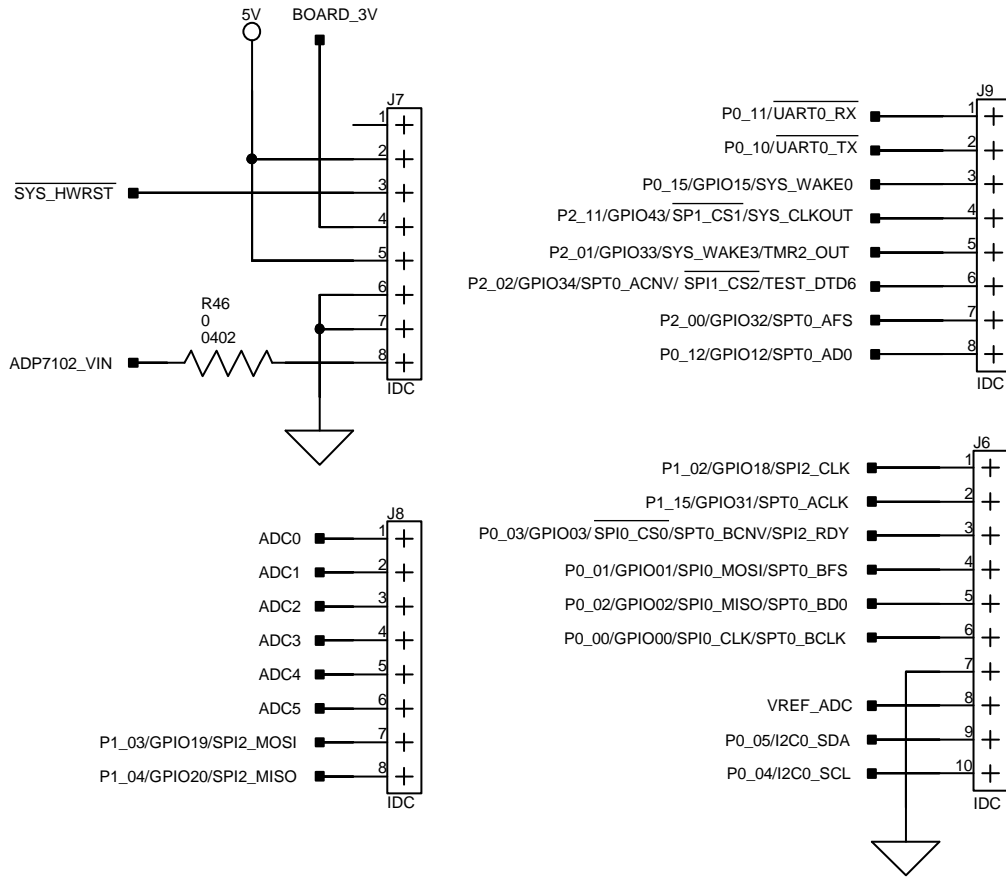 5V
BOARD_3V
J7
1
2
SYS_HWRST
3
4
5
6
7
R46
0
0402
ADP7102_VIN
8
IDC
J9
P0_11/UART0_RX
1
P0_10/UART0_TX
2
P0_15/GPIO15/SYS_WAKE0
3
P2_11/GPIO43/SP1_CS1/SYS_CLKOUT
4
P2_01/GPIO33/SYS_WAKE3/TMR2_OUT
5
P2_02/GPIO34/SPT0_ACNV/ SPI1_CS2/TEST_DTD6
6
P2_00/GPIO32/SPT0_AFS
7
P0_12/GPIO12/SPT0_AD0
8
IDC
J8
ADC0
1
ADC1
2
ADC2
3
ADC3
4
ADC4
5
ADC5
6
P1_03/GPIO19/SPI2_MOSI
7
P1_04/GPIO20/SPI2_MISO
8
IDC
J6
P1_02/GPIO18/SPI2_CLK
1
P1_15/GPIO31/SPT0_ACLK
2
P0_03/GPIO03/SPI0_CS0/SPT0_BCNV/SPI2_RDY
3
P0_01/GPIO01/SPI0_MOSI/SPT0_BFS
4
P0_02/GPIO02/SPI0_MISO/SPT0_BD0
5
P0_00/GPIO00/SPI0_CLK/SPT0_BCLK
6
7
VREF_ADC
8
P0_05/I2C0_SDA
9
P0_04/I2C0_SCL
10
IDC